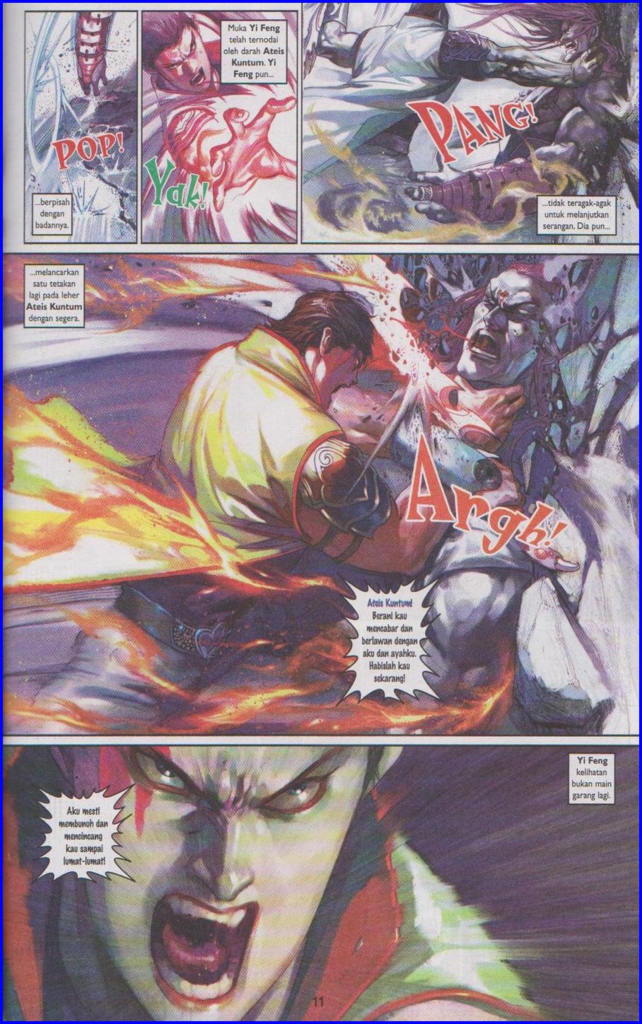 POP!
...berpisah
dengan
badannya.
Muka Yi Feng
telah ternodai
oleh darah Ateis
Kuntum. Yi
Feng pun...
Yak!
PANG!
...tidak teragak-agak
untuk melanjutkan
serangan. Dia pun...
...melancarkan
satu tetakan
lagi pada leher
Ateis Kuntum
dengan segera.
Argh!
Ateis Kuntum!
Berani kau
mencabar dan
berlawan dengan
aku dan ayahku.
Habislah kau
sekarang!
Yi Feng
kelihatan
bukan main
garang lagi.
Aku mesti
membunuh dan
mencincang
kau sampai
lumat-lumat!
11